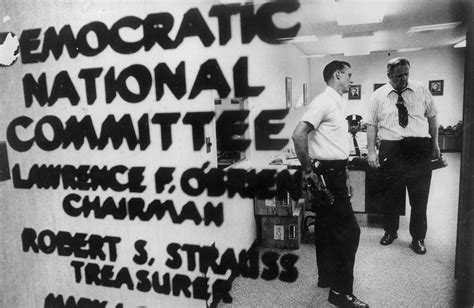 EMOCRATIC
NATIONAL
COMMITTEE
LAWRENCE F. O'BRIEN
CHAIRMAN
ROBERT S. STRAUSS
TREASURER